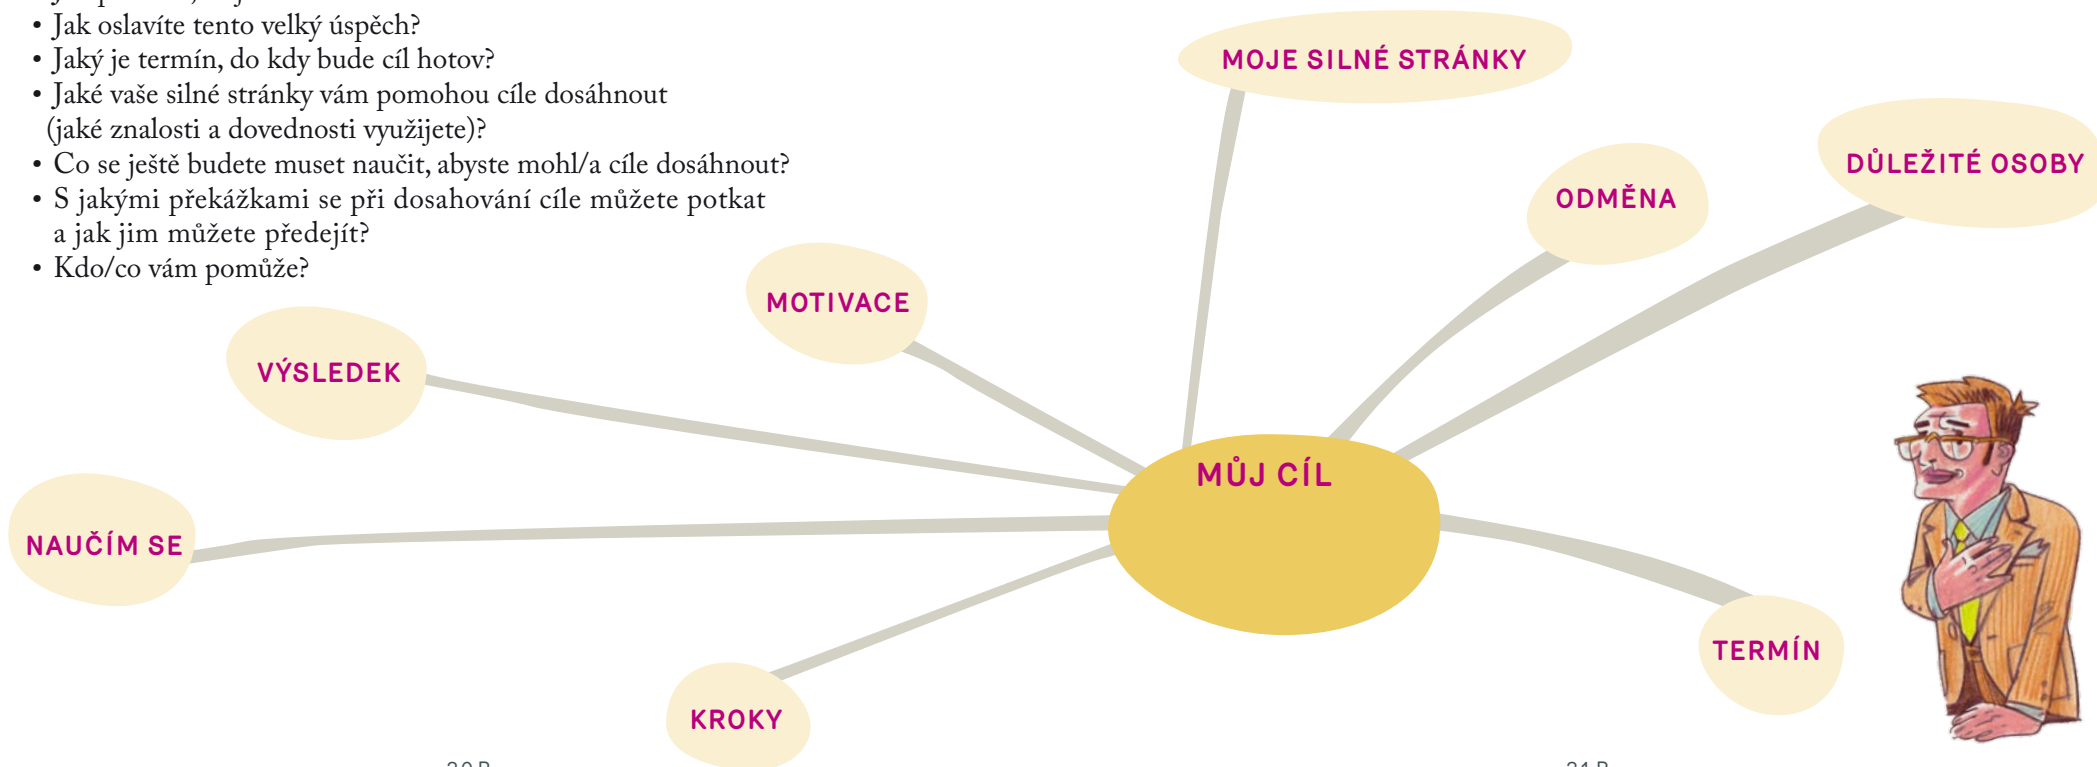 • Jak oslavíte tento velký úspěch?
• Jaký je termín, do kdy bude cíl hotov?
• Jaké vaše silné stránky vám pomohou cíle dosáhnout
(jaké znalosti a dovednosti využijete)?
• Co se ještě budete muset naučit, abyste mohl/a cíle dosáhnout?
• S jakými překážkami se při dosahování cíle můžete potkat
a jak jim můžete předejít?
• Kdo/co vám pomůže?
MOJE SILNÉ STRÁNKY
DŮLEŽITÉ OSOBY
ODMĚNA
MOTIVACE
VÝSLEDEK
MŮJ CÍL
NAUČÍM SE
TERMÍN
KROKY